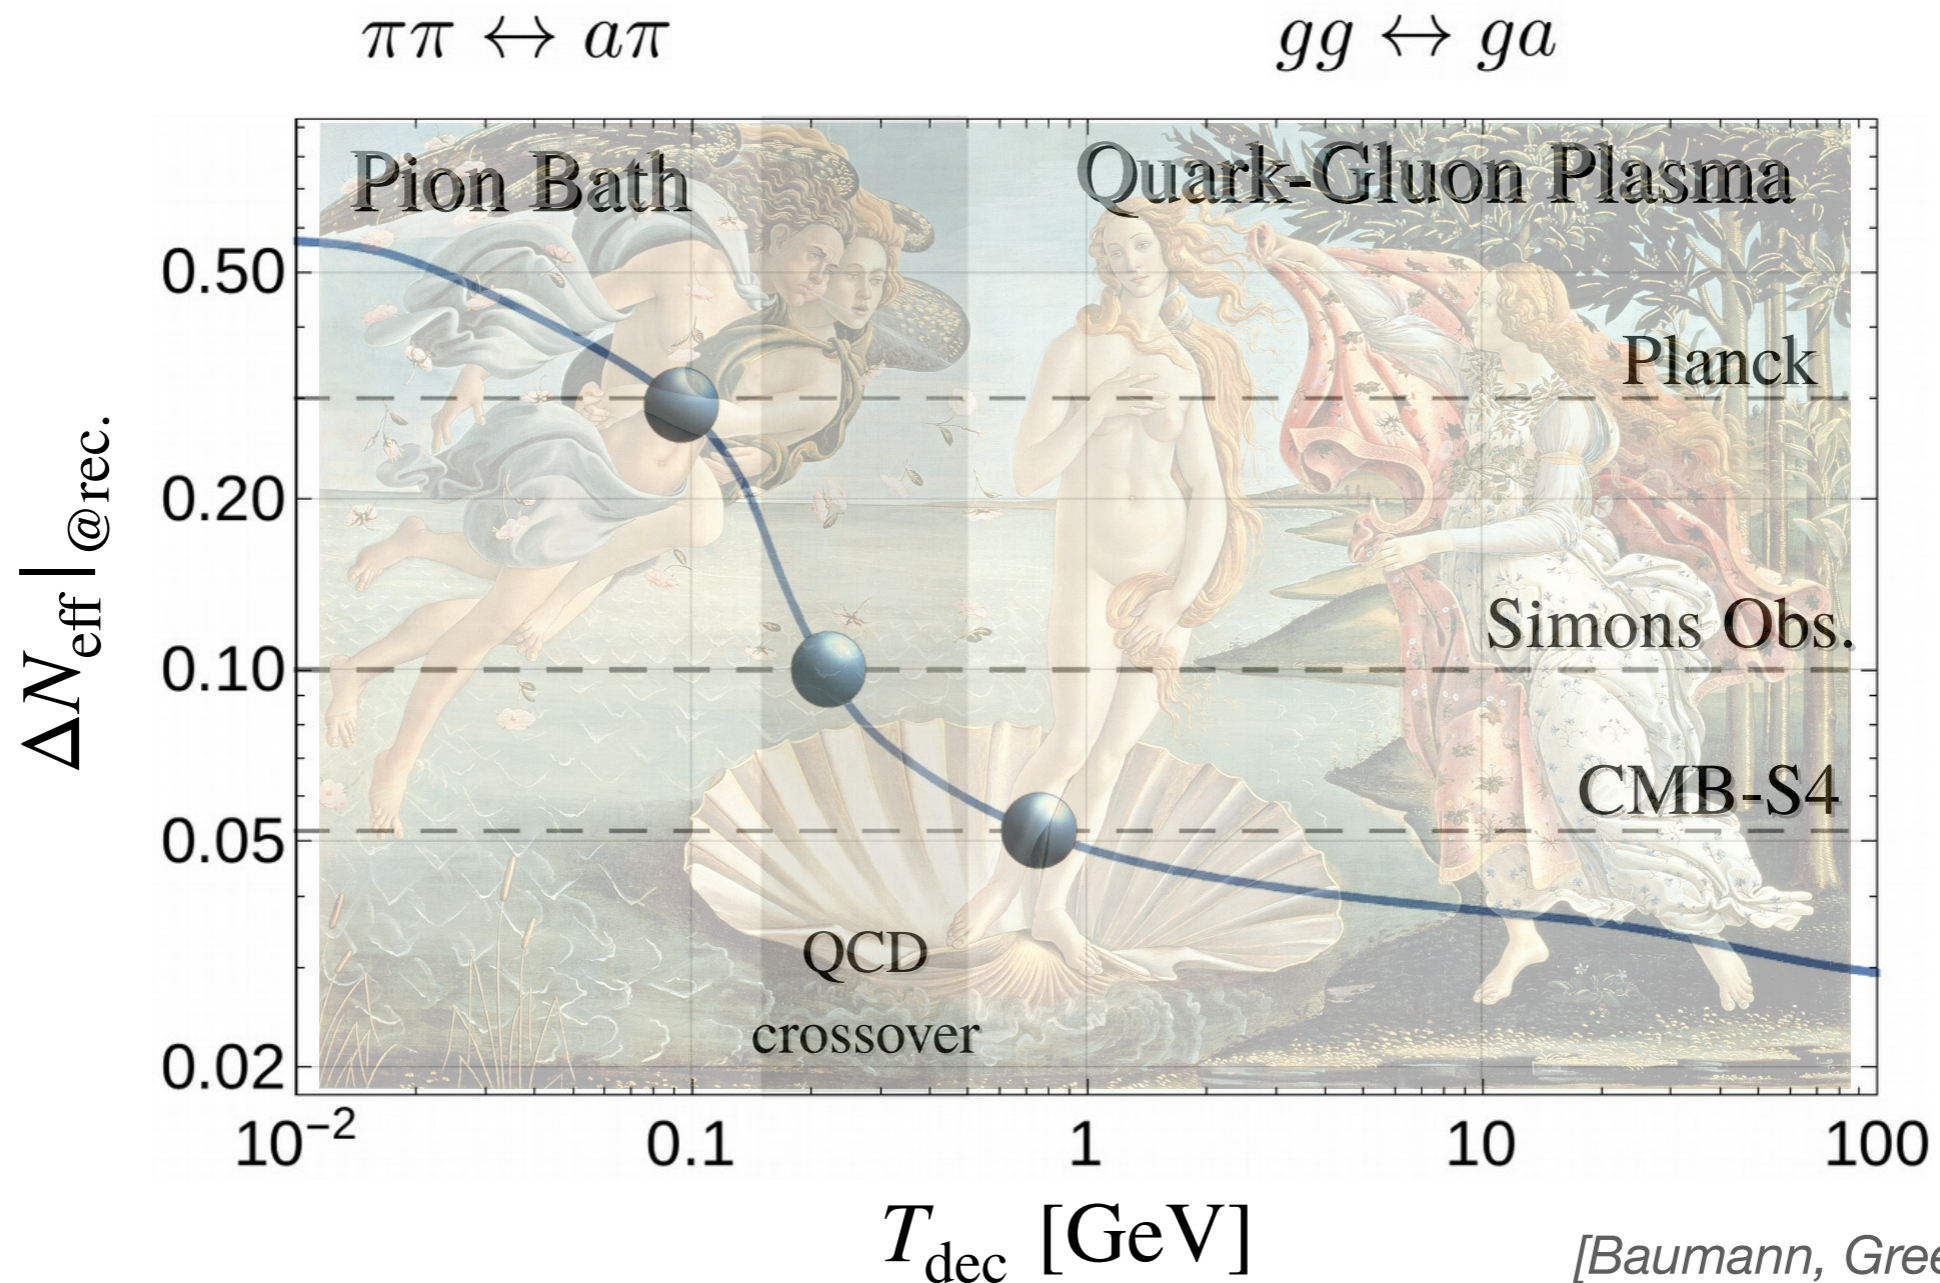 ππ ↔ aπ
gg ↔ ga
Pion Bath
Quark-Gluon Plasma
0.50
Planck
0.20
Simons Obs.
0.10
CMB-S4
0.05
QCD
crossover
0.02
ΔN_eff|@rec.
10⁻²
0.1
1
10
100
T_dec [GeV]
[Baumann,